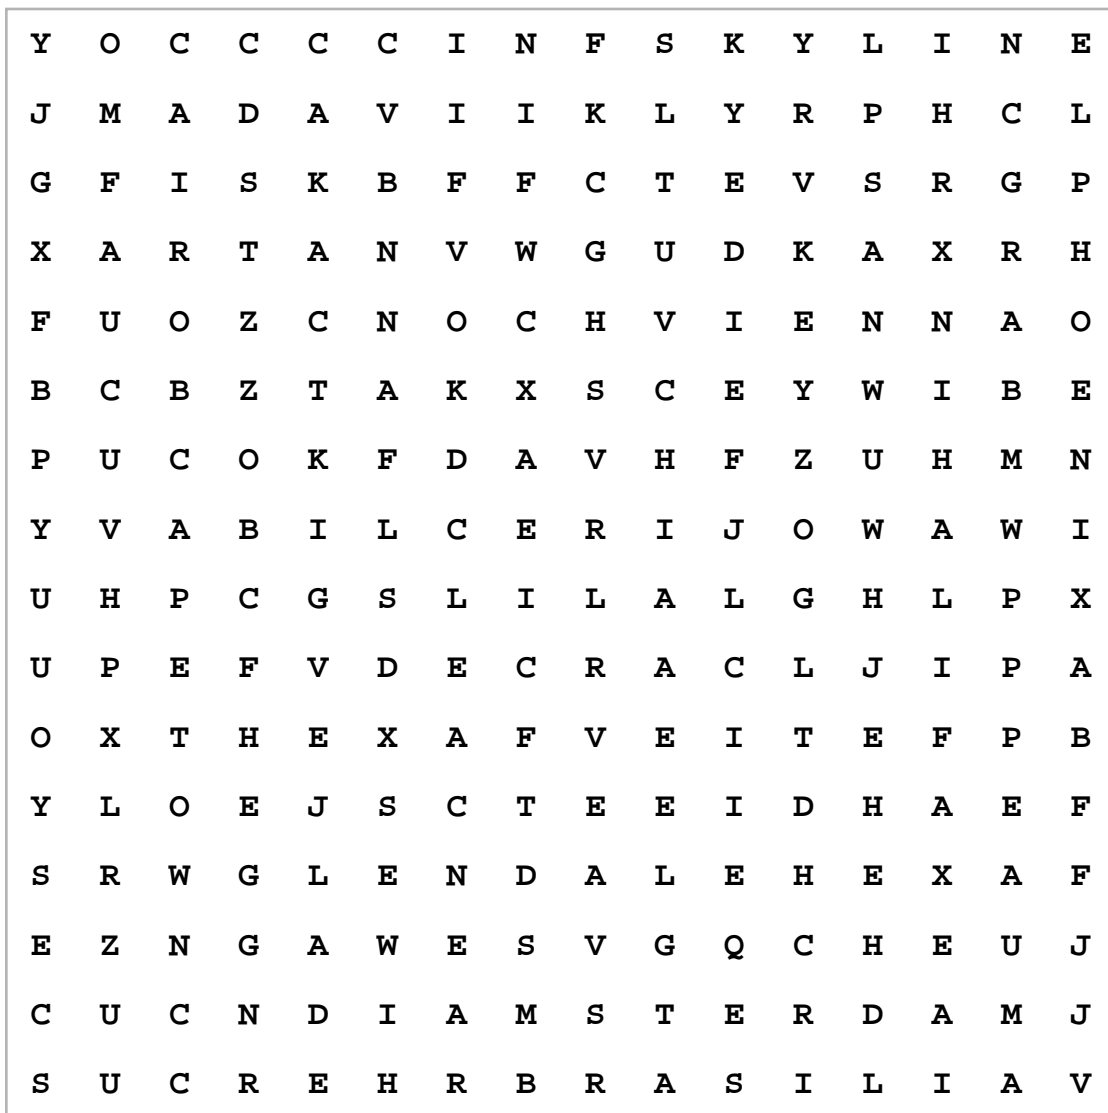 Y O C C C C I N F S K Y L I N E
J M A D A V I I K L Y R P H C L
G F I S K B F F C T E V S R G P
X A R T A N V W G U D K A X R H
F U O Z C N O C H V I E N N A O
B C B Z T A K X S C E Y W I B E
P U C O K F D A V H F Z U H M N
Y V A B I L C E R I J O W A W I
U H P C G S L I L A L G H L P X
U P E F V D E C R A C L J I P A
O X T H E X A F V E I T E F P B
Y L O E J S C T E E I D H A E F
S R W G L E N D A L E H E X A F
E Z N G A W E S V G Q C H E U J
C U C N D I A M S T E R D A M J
S U C R E H R B R A S I L I A V